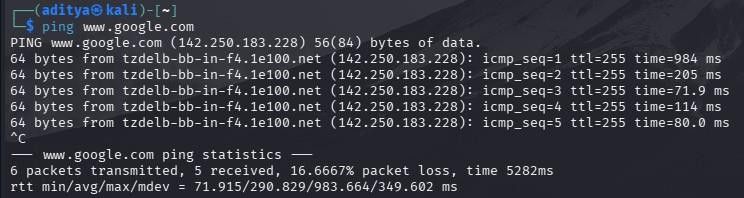 ┌──(aditya㉿kali)-[~]
└─$ ping www.google.com
PING www.google.com (142.250.183.228) 56(84) bytes of data.
64 bytes from tzdelb-bb-in-f4.1e100.net (142.250.183.228): icmp_seq=1 ttl=255 time=984 ms
64 bytes from tzdelb-bb-in-f4.1e100.net (142.250.183.228): icmp_seq=2 ttl=255 time=205 ms
64 bytes from tzdelb-bb-in-f4.1e100.net (142.250.183.228): icmp_seq=3 ttl=255 time=71.9 ms
64 bytes from tzdelb-bb-in-f4.1e100.net (142.250.183.228): icmp_seq=4 ttl=255 time=114 ms
64 bytes from tzdelb-bb-in-f4.1e100.net (142.250.183.228): icmp_seq=5 ttl=255 time=80.0 ms
^C
--- www.google.com ping statistics ---
6 packets transmitted, 5 received, 16.6667% packet loss, time 5282ms
rtt min/avg/max/mdev = 71.915/290.829/983.664/349.602 ms